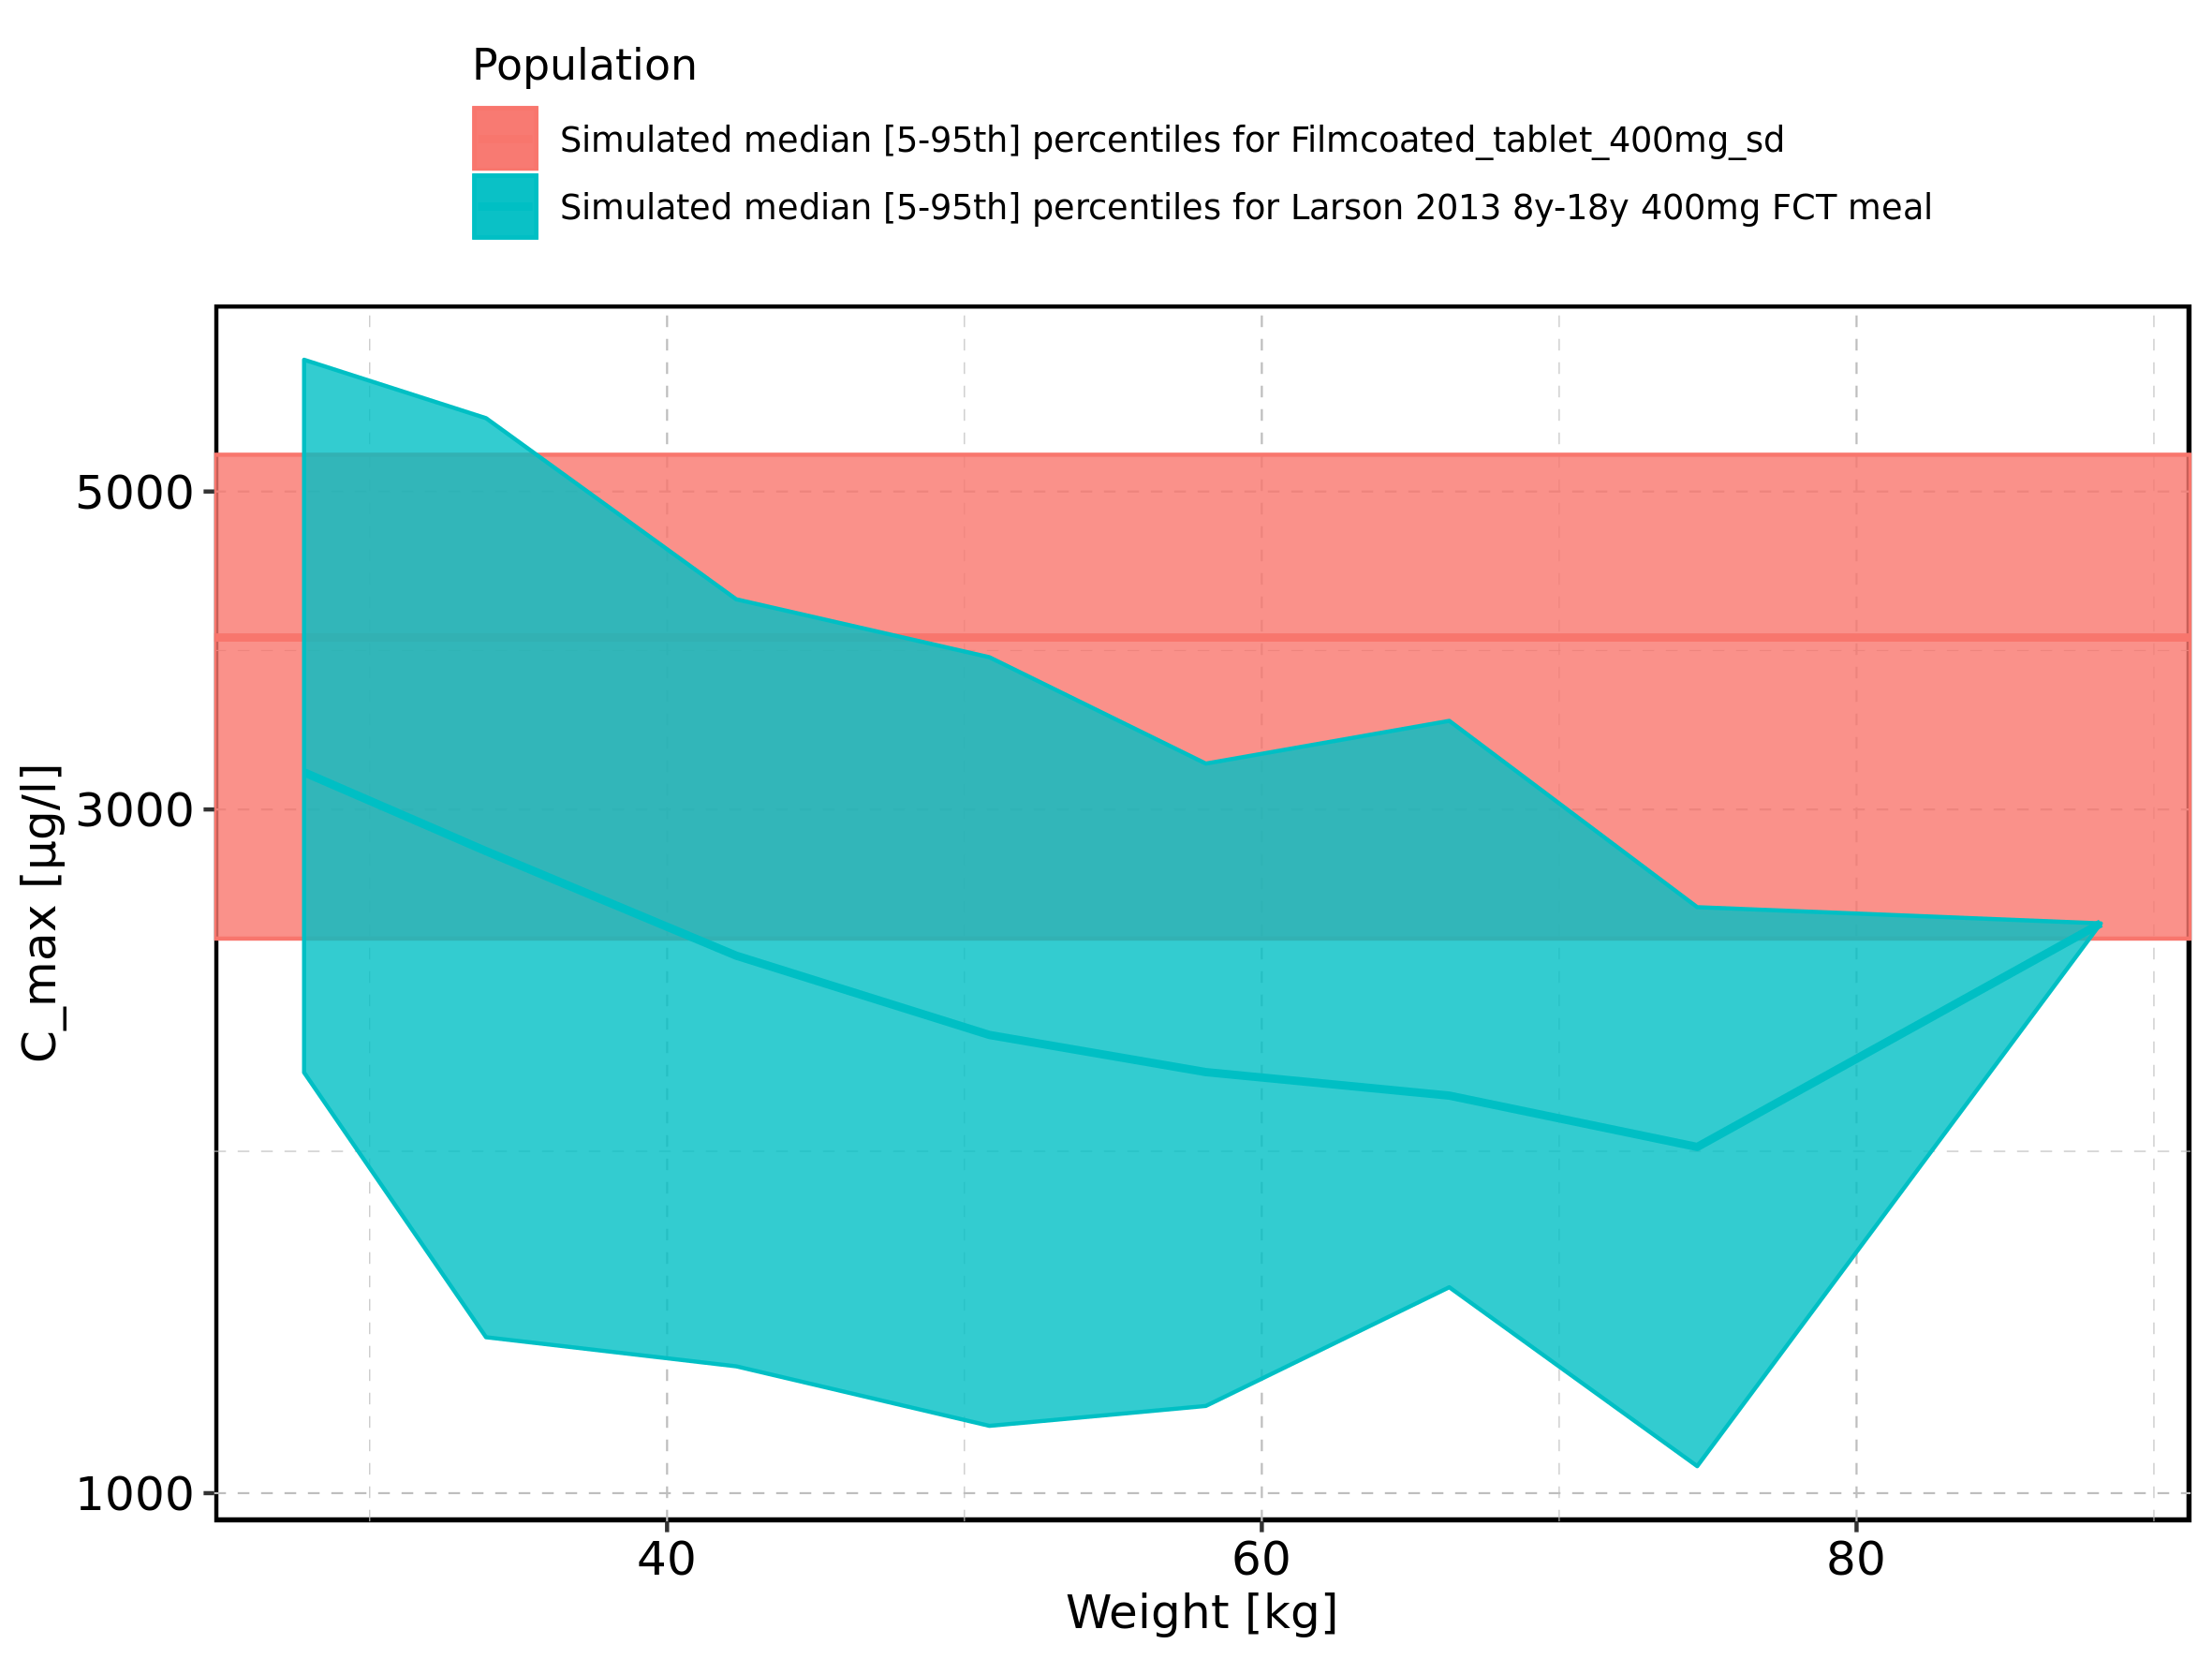 Population
Simulated median [5-95th] percentiles for Filmcoated_tablet_400mg_sd
Simulated median [5-95th] percentiles for Larson 2013 8y-18y 400mg FCT meal
5000
3000
1000
C_max [µg/l]
40 60 80
Weight [kg]